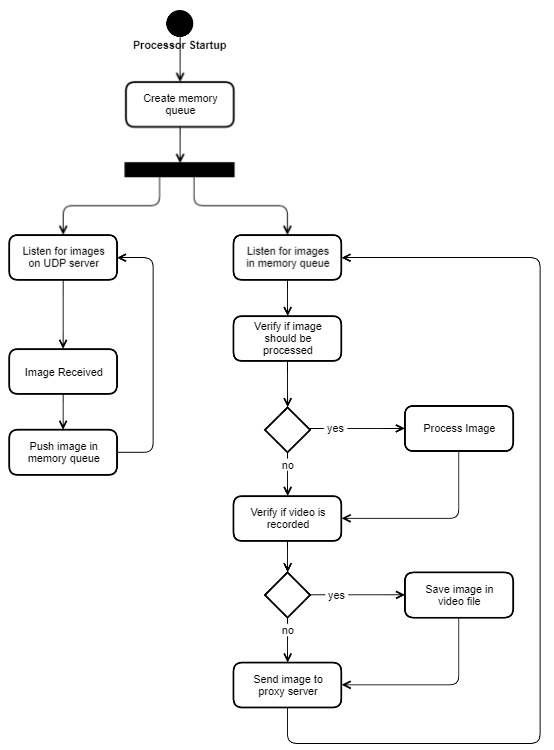 Processor Startup
Create memory
queue
Listen for images
on UDP server
Listen for images
in memory queue
Verify if image
should be
processed
Image Received
yes
Process Image
Push image in
memory queue
no
Verify if video is
recorded
yes
Save image in
video file
no
Send image to
proxy server